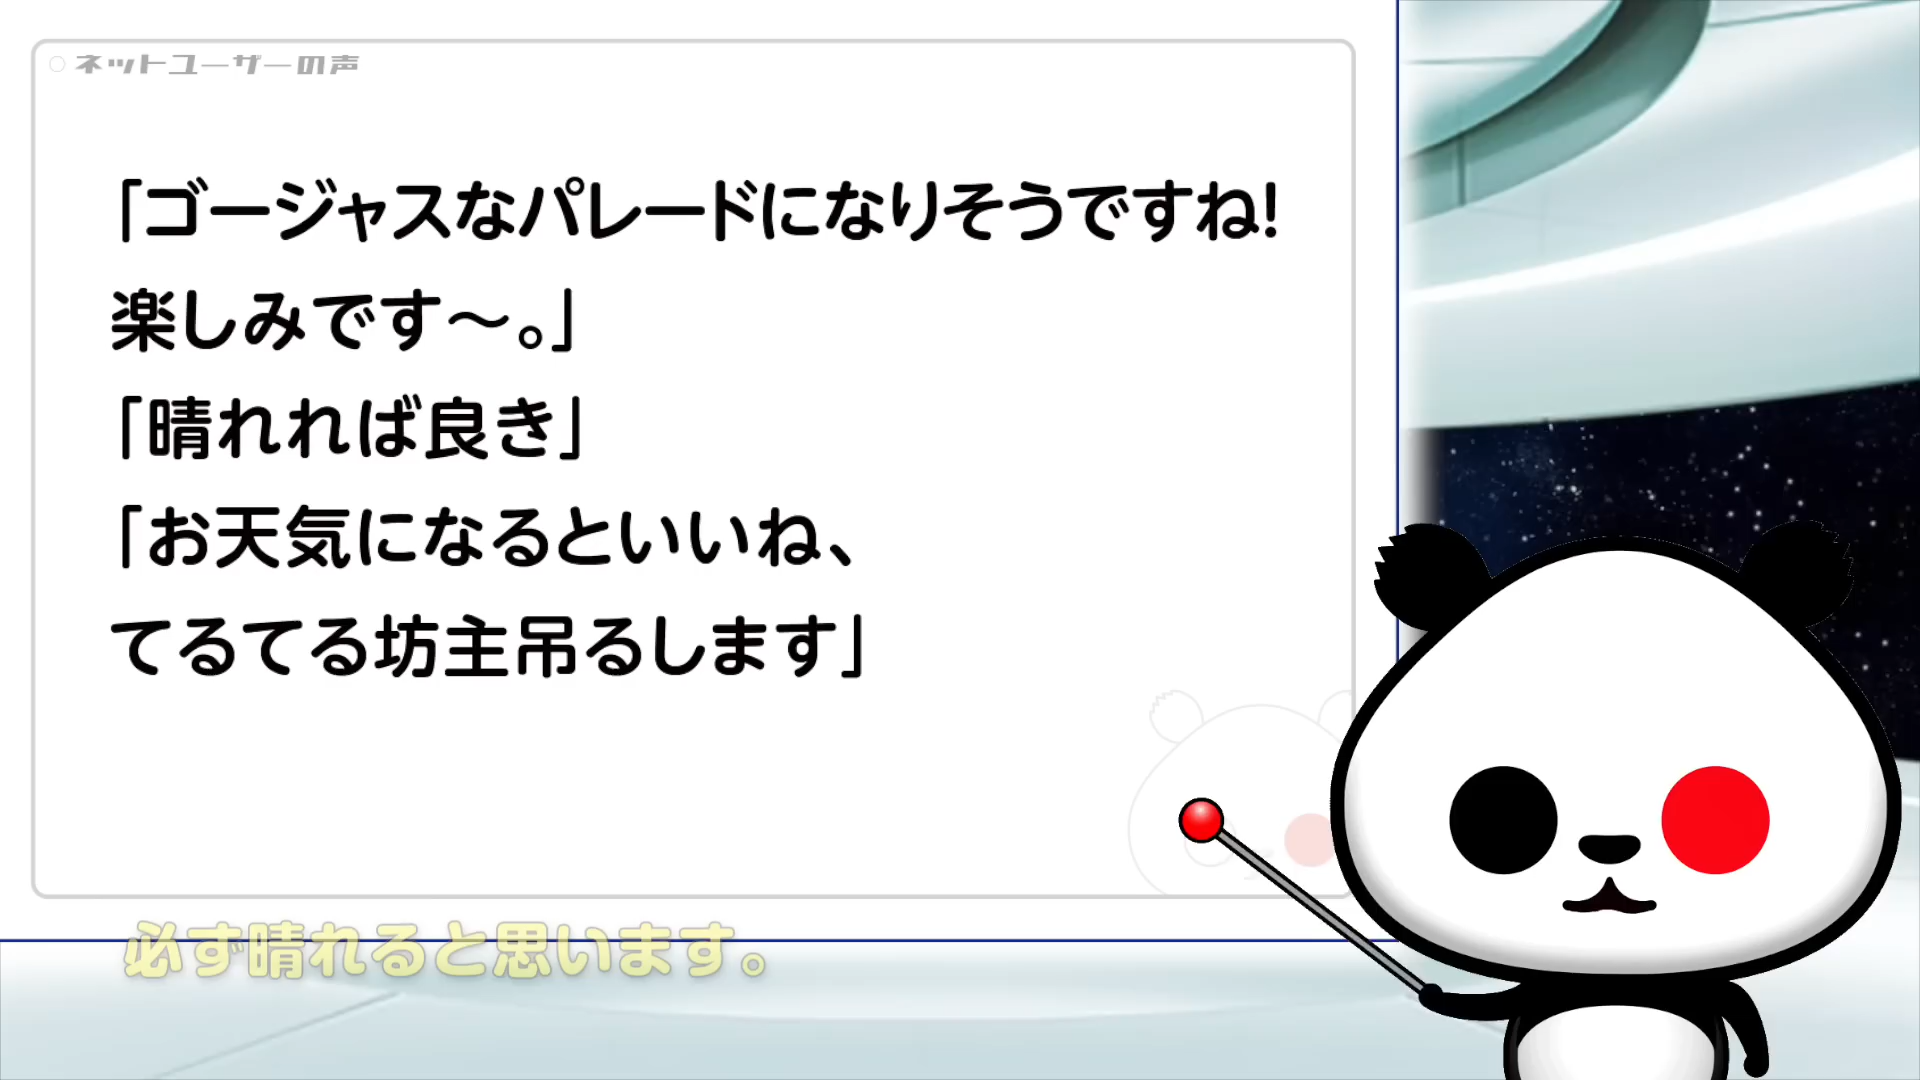 ネットユーザーの声
「ゴージャスなパレードになりそうですね!
楽しみです〜。」
「晴れれば良き」
「お天気になるといいね、
てるてる坊主吊るします」
必ず晴れると思います。